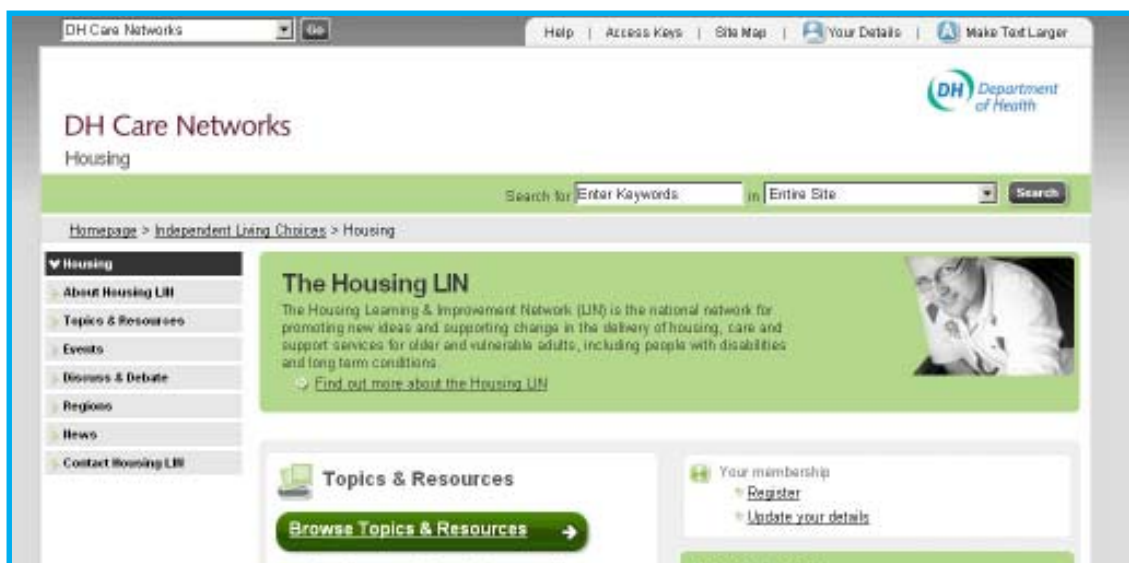 DH Care Networks Go Help | Access Keys | Site Map | Your Details | Make Text Larger
DH Department
of Health
DH Care Networks
Housing
Search for Enter Keywords in Entire Site Search
Homepage > Independent Living Choices > Housing
Housing
About Housing LIN
Topics & Resources
Events
Discuss & Debate
Regions
News
Contact Housing LIN
The Housing LIN
The Housing Learning & Improvement Network (LIN) is the national network for
promoting new ideas and supporting change in the delivery of housing, care and
support services for older and vulnerable adults, including people with disabilities
and long term conditions.
Find out more about the Housing LIN
Topics & Resources
Browse Topics & Resources
Your membership
Register
Update your details